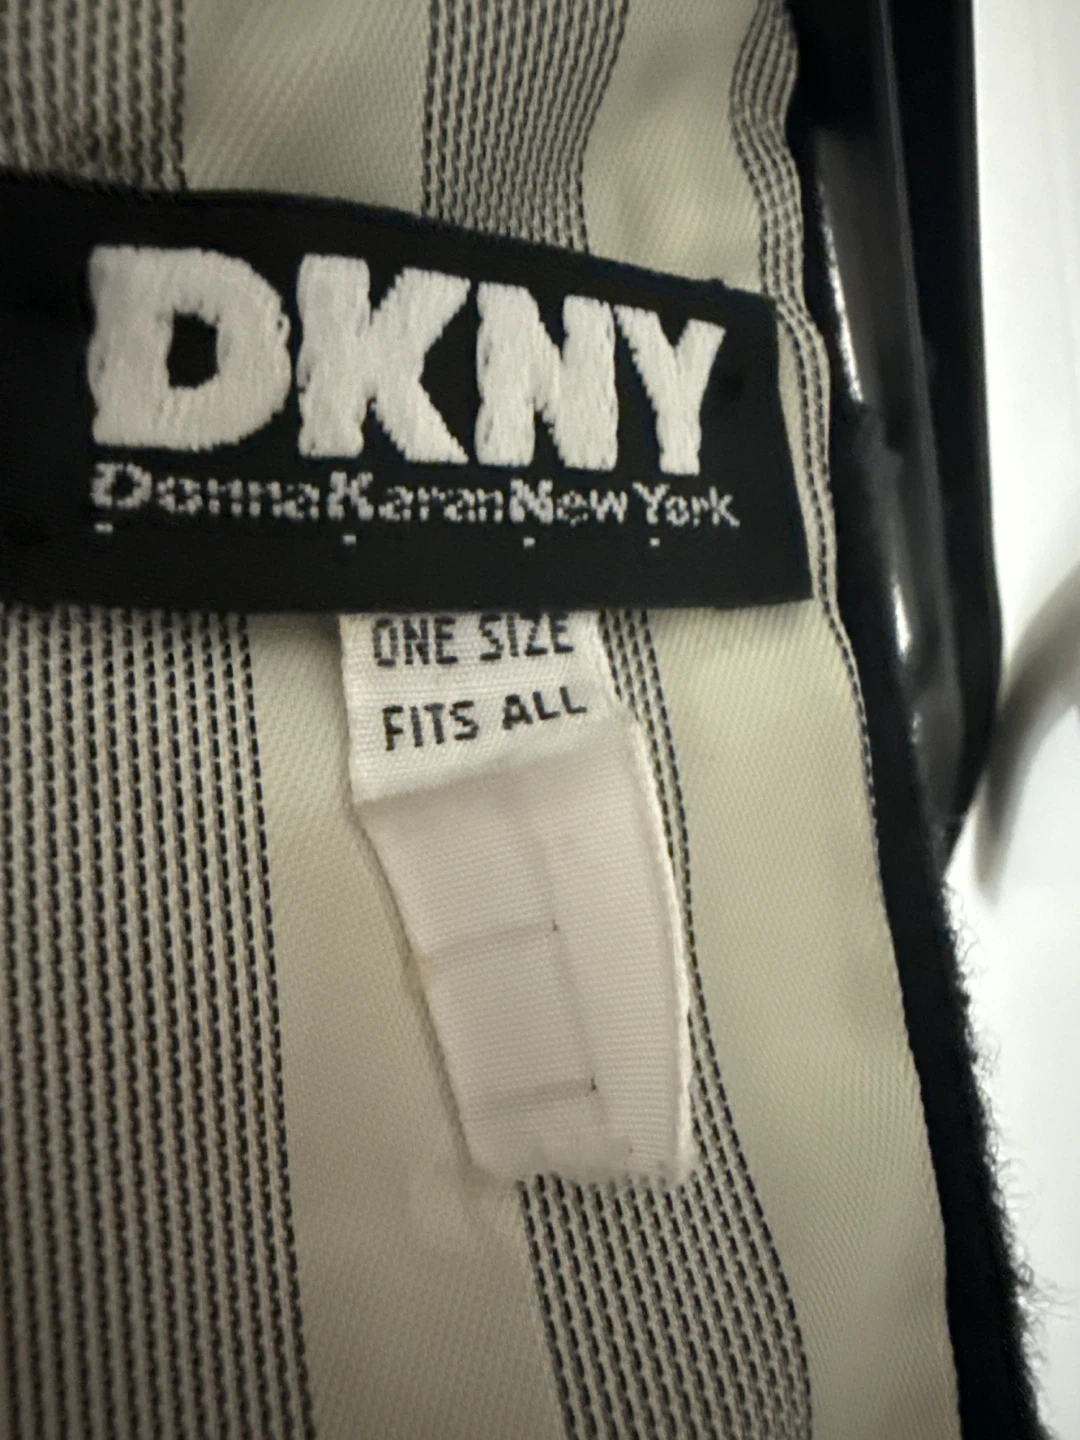 DKNY
DonnaKaranNewYork
ONE SIZE
FITS ALL